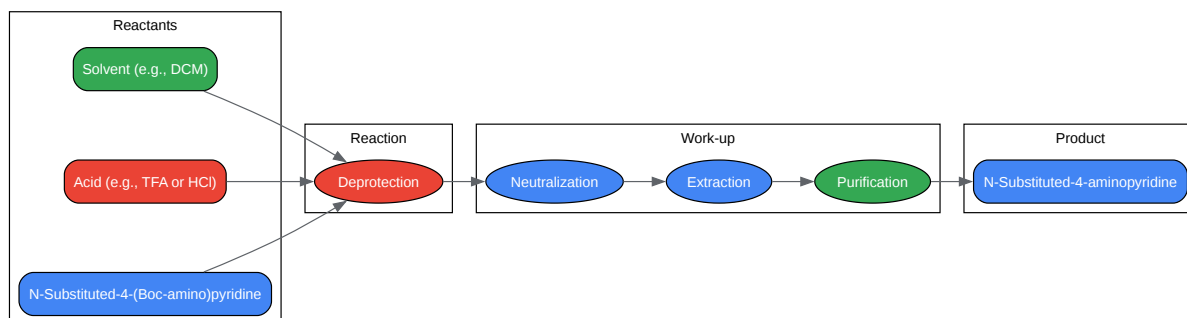 Reactants
Solvent (e.g., DCM)
Acid (e.g., TFA or HCl)
N-Substituted-4-(Boc-amino)pyridine
Reaction
Deprotection
Work-up
Neutralization
Extraction
Purification
Product
N-Substituted-4-aminopyridine